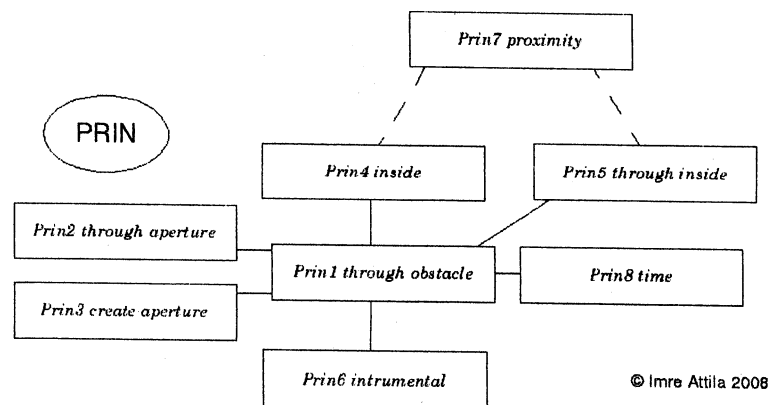 Prin7 proximity
PRIN
Prin4 inside
Prin5 through inside
Prin2 through aperture
Prin1 through obstacle
Prin8 time
Prin3 create aperture
Prin6 intrumental
© Imre Attila 2008